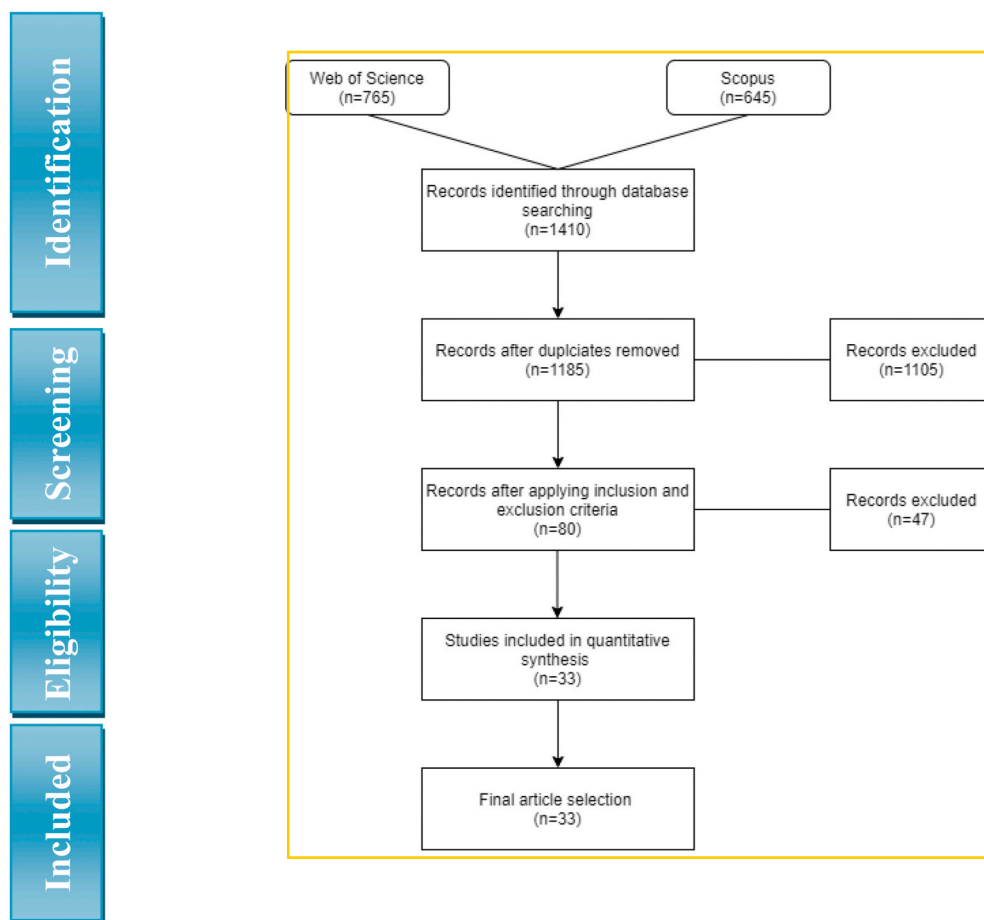 Identification
Web of Science
(n=765)
Scopus
(n=645)
Records identified through database
searching
(n=1410)
Screening
Records after duplciates removed
(n=1185)
Records excluded
(n=1105)
Records after applying inclusion and
exclusion criteria
(n=80)
Records excluded
(n=47)
Eligibility
Studies included in quantitative
synthesis
(n=33)
Included
Final article selection
(n=33)